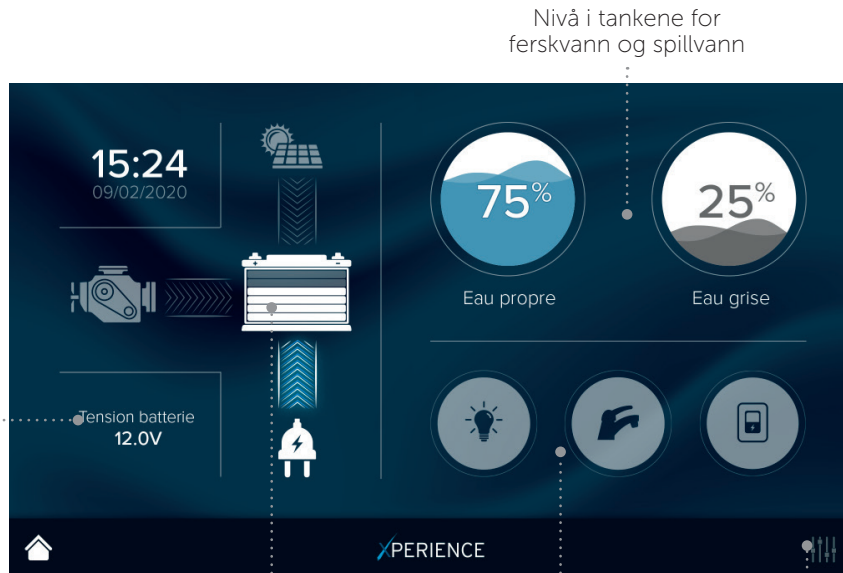 Nivå i tankene for
ferskvann og spillvann
15:24
09/02/2020
75%
25%
Eau propre
Eau grise
Tension batterie
12.0V
XPERIENCE